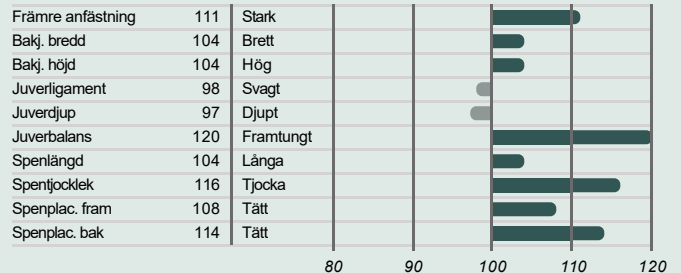 Främre anfästning 111 Stark
Bakj. bredd 104 Brett
Bakj. höjd 104 Hög
Juverligament 98 Svagt
Juverdjup 97 Djupt
Juverbalans 120 Framtungt
Spenlängd 104 Långa
Spentjocklek 116 Tjocka
Spenplac. fram 108 Tätt
Spenplac. bak 114 Tätt
80 90 100 110 120